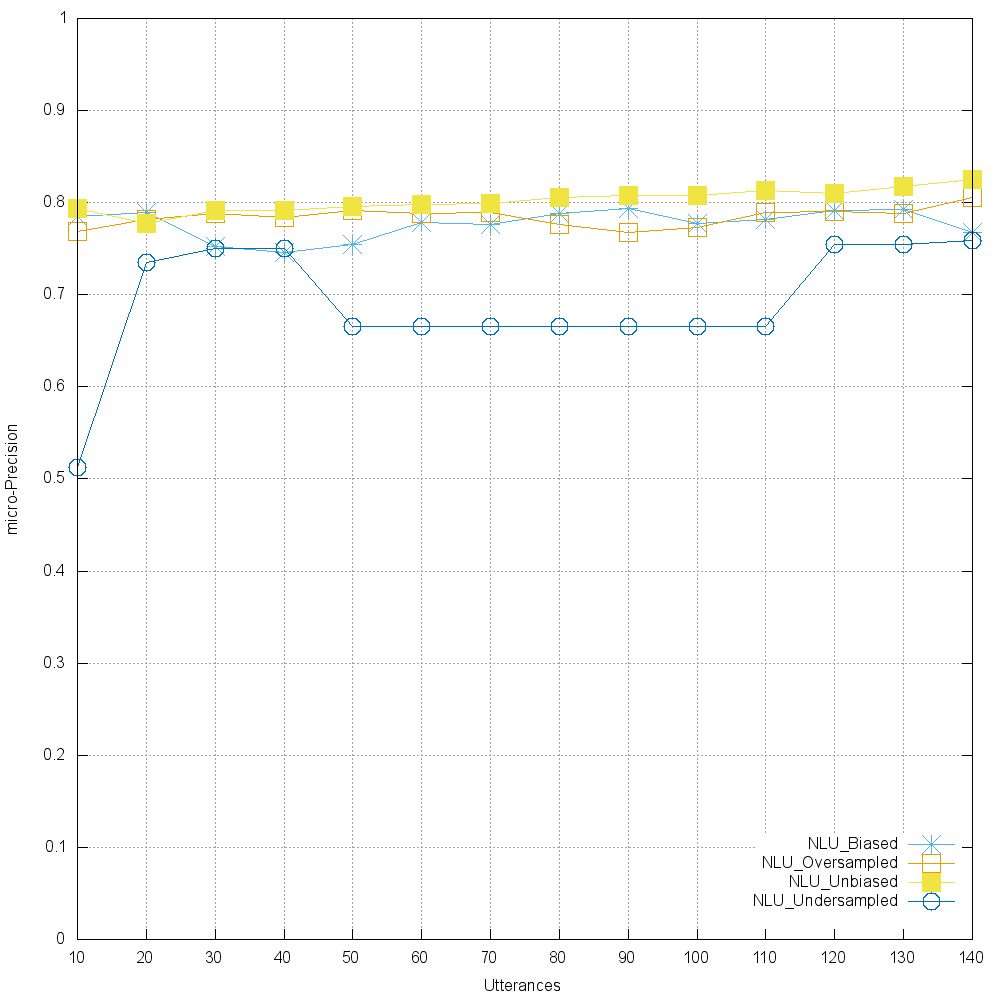 1
0.9
0.8
0.7
0.6
0.5
0.4
0.3
0.2
0.1
0
micro-Precision
10 20 30 40 50 60 70 80 90 100 110 120 130 140
Utterances
NLU_Biased
NLU_Oversampled
NLU_Unbiased
NLU_Undersampled